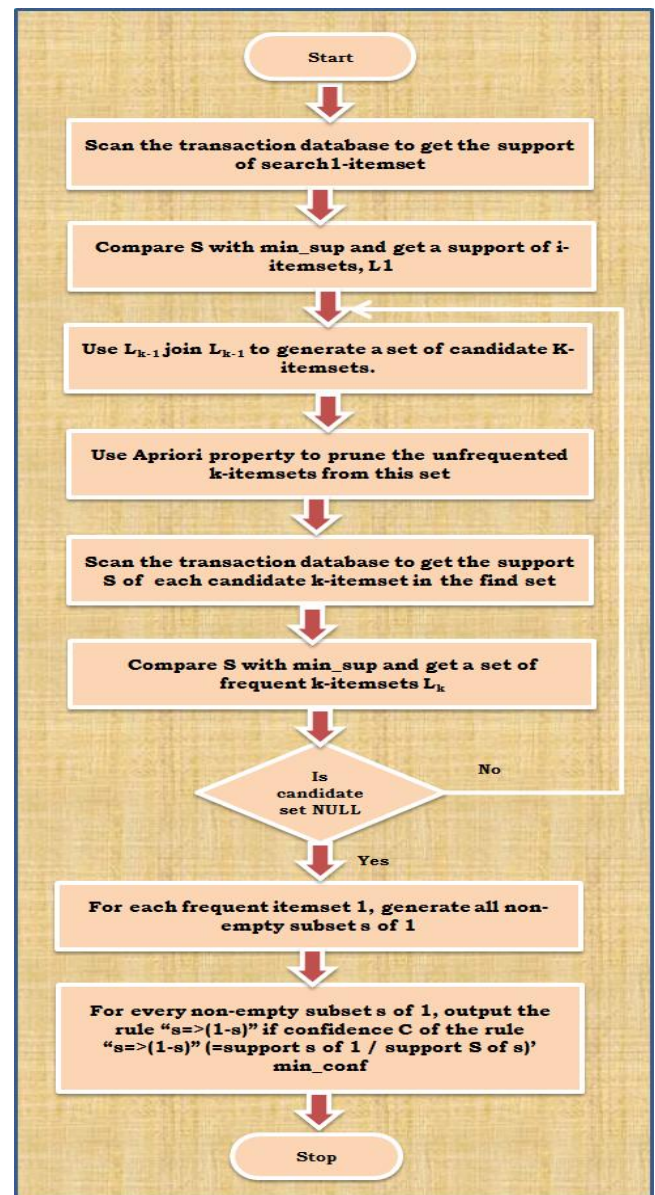 Start
Scan the transaction database to get the support
of search1-itemset
Compare S with min_sup and get a support of i-
itemsets, L1
Use Lk-1 join Lk-1 to generate a set of candidate K-
itemsets.
Use Apriori property to prune the unfrequented
k-itemsets from this set
Scan the transaction database to get the support
S of each candidate k-itemset in the find set
Compare S with min_sup and get a set of
frequent k-itemsets Lk
Is
candidate
set NULL
No
Yes
For each frequent itemset 1, generate all non-
empty subset s of 1
For every non-empty subset s of 1, output the
rule “s=>(1-s)” if confidence C of the rule
“s=>(1-s)” (=support s of 1 / support S of s)’
min_conf
Stop